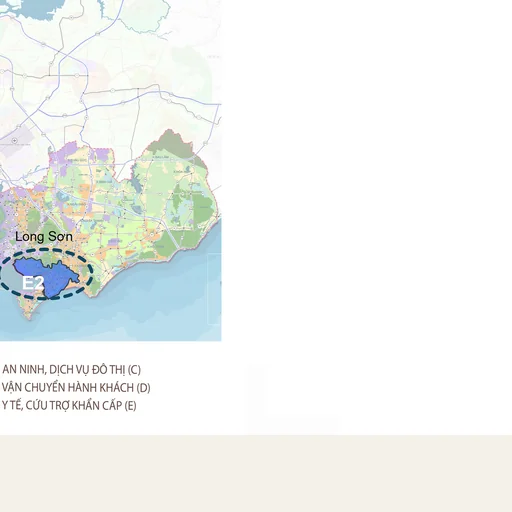 Long Sơn
E2
AN NINH, DỊCH VỤ ĐÔ THỊ (C)
VẬN CHUYỂN HÀNH KHÁCH (D)
Y TẾ, CỨU TRỢ KHẨN CẤP (E)